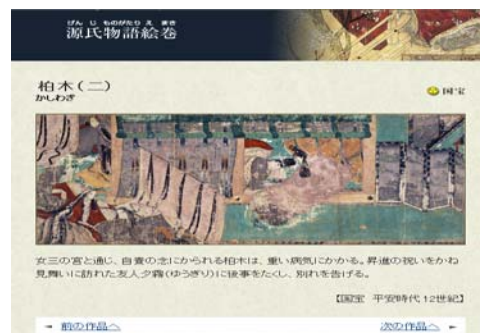 げんじものがたりえまき
源氏物語絵巻
柏木(二)
かしわぎ
国宝
女三の宮と通じ、自責の念にかられる柏木は、重い病気にかかる。昇進の祝いをかね
見舞いに訪れた友人夕霧(ゆうぎり)に後事をたくし、別れを告げる。
【国宝 平安時代 12世紀】
前の作品へ
次の作品へ